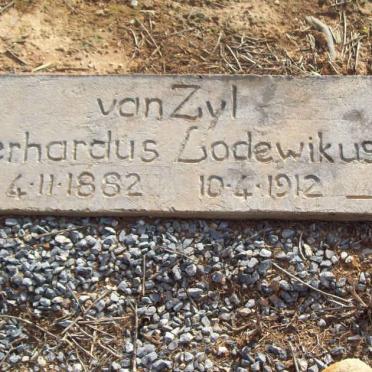 van Zyl
erhardus Lodewikus
4·11·1882 10·4·1912